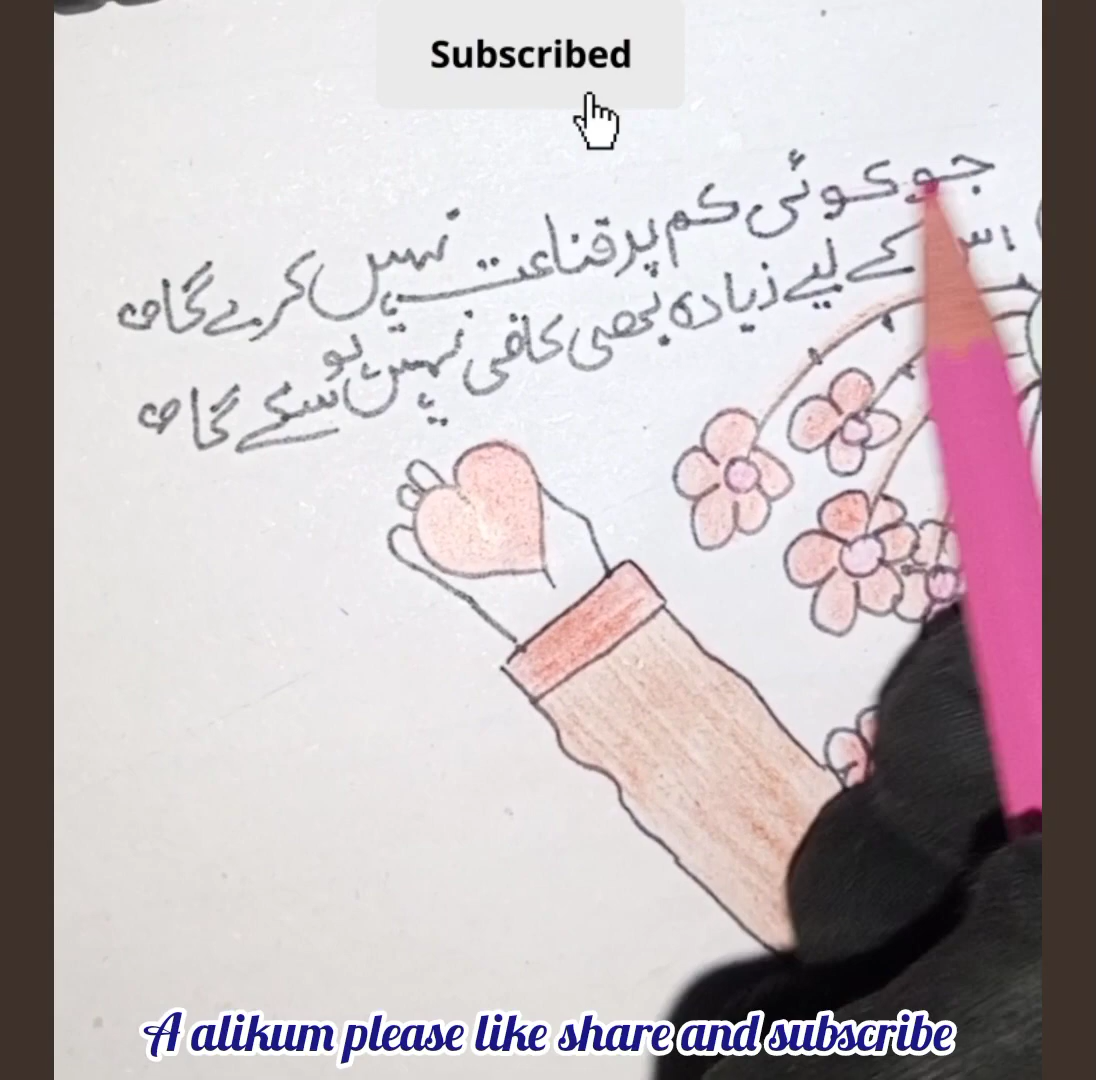 Subscribed
جو کوئی کم پر قناعت نہیں کرے گا
اس کے لیے زیادہ بھی کافی نہیں ہو سکے گا
A alikum please like share and subscribe